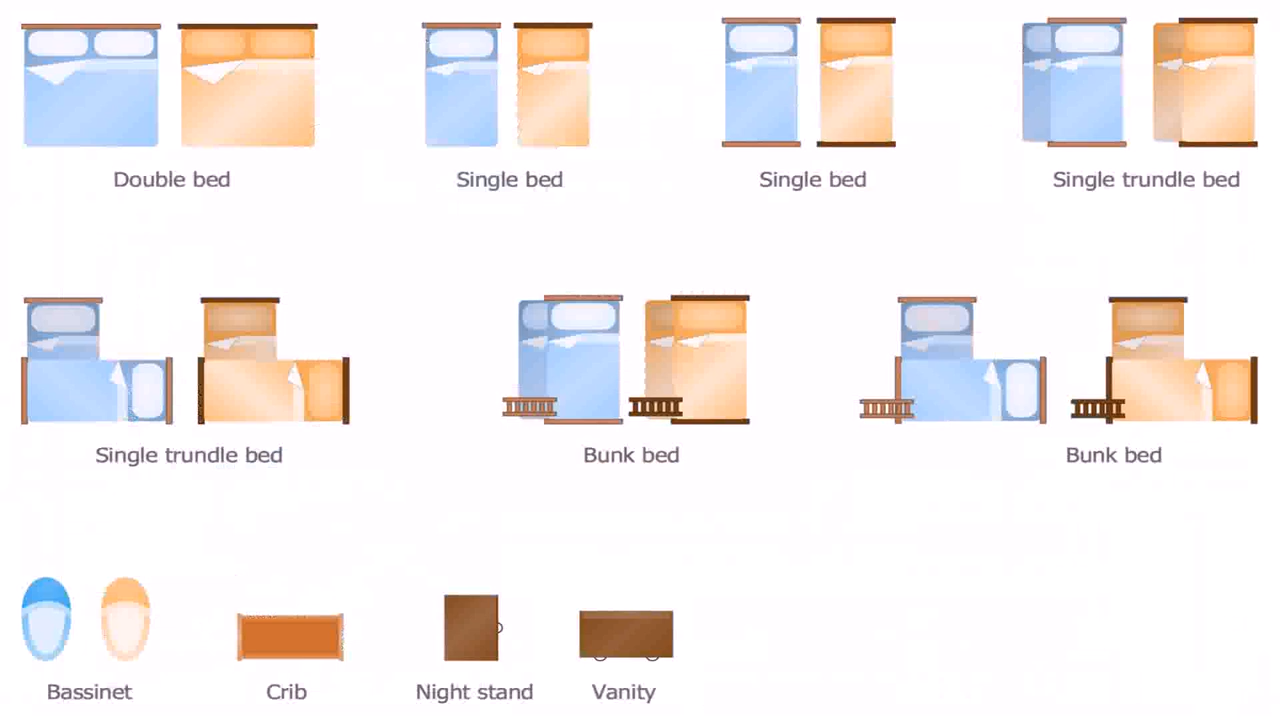 Double bed
Single bed
Single bed
Single trundle bed
Single trundle bed
Bunk bed
Bunk bed
Bassinet
Crib
Night stand
Vanity